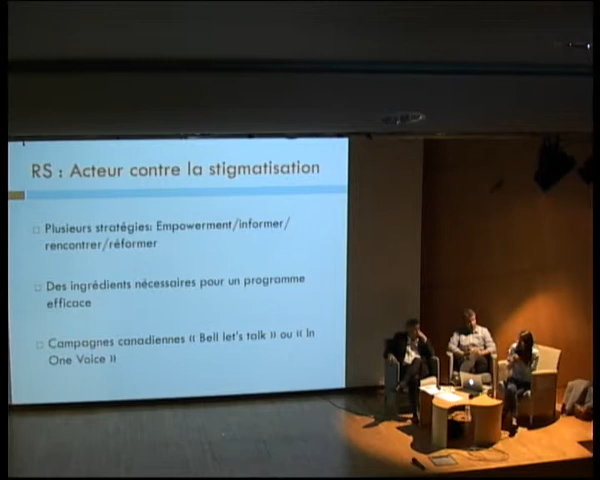 RS : Acteur contre la stigmatisation
Plusieurs stratégies: Empowerment/informer/
rencontrer/réformer
Des ingrédients nécessaires pour un programme
efficace
Campagnes canadiennes « Bell let's talk » ou « In
One Voice »